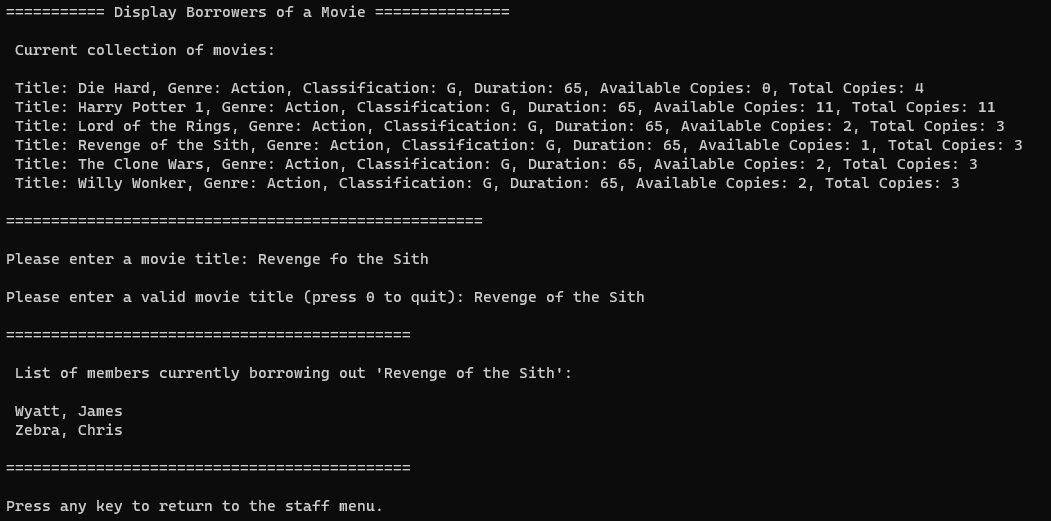 =========== Display Borrowers of a Movie ===============
Current collection of movies:
Title: Die Hard, Genre: Action, Classification: G, Duration: 65, Available Copies: 0, Total Copies: 4
Title: Harry Potter 1, Genre: Action, Classification: G, Duration: 65, Available Copies: 11, Total Copies: 11
Title: Lord of the Rings, Genre: Action, Classification: G, Duration: 65, Available Copies: 2, Total Copies: 3
Title: Revenge of the Sith, Genre: Action, Classification: G, Duration: 65, Available Copies: 1, Total Copies: 3
Title: The Clone Wars, Genre: Action, Classification: G, Duration: 65, Available Copies: 2, Total Copies: 3
Title: Willy Wonker, Genre: Action, Classification: G, Duration: 65, Available Copies: 2, Total Copies: 3
=====================================================
Please enter a movie title: Revenge fo the Sith
Please enter a valid movie title (press 0 to quit): Revenge of the Sith
=============================================
List of members currently borrowing out 'Revenge of the Sith':
Wyatt, James
Zebra, Chris
=============================================
Press any key to return to the staff menu.